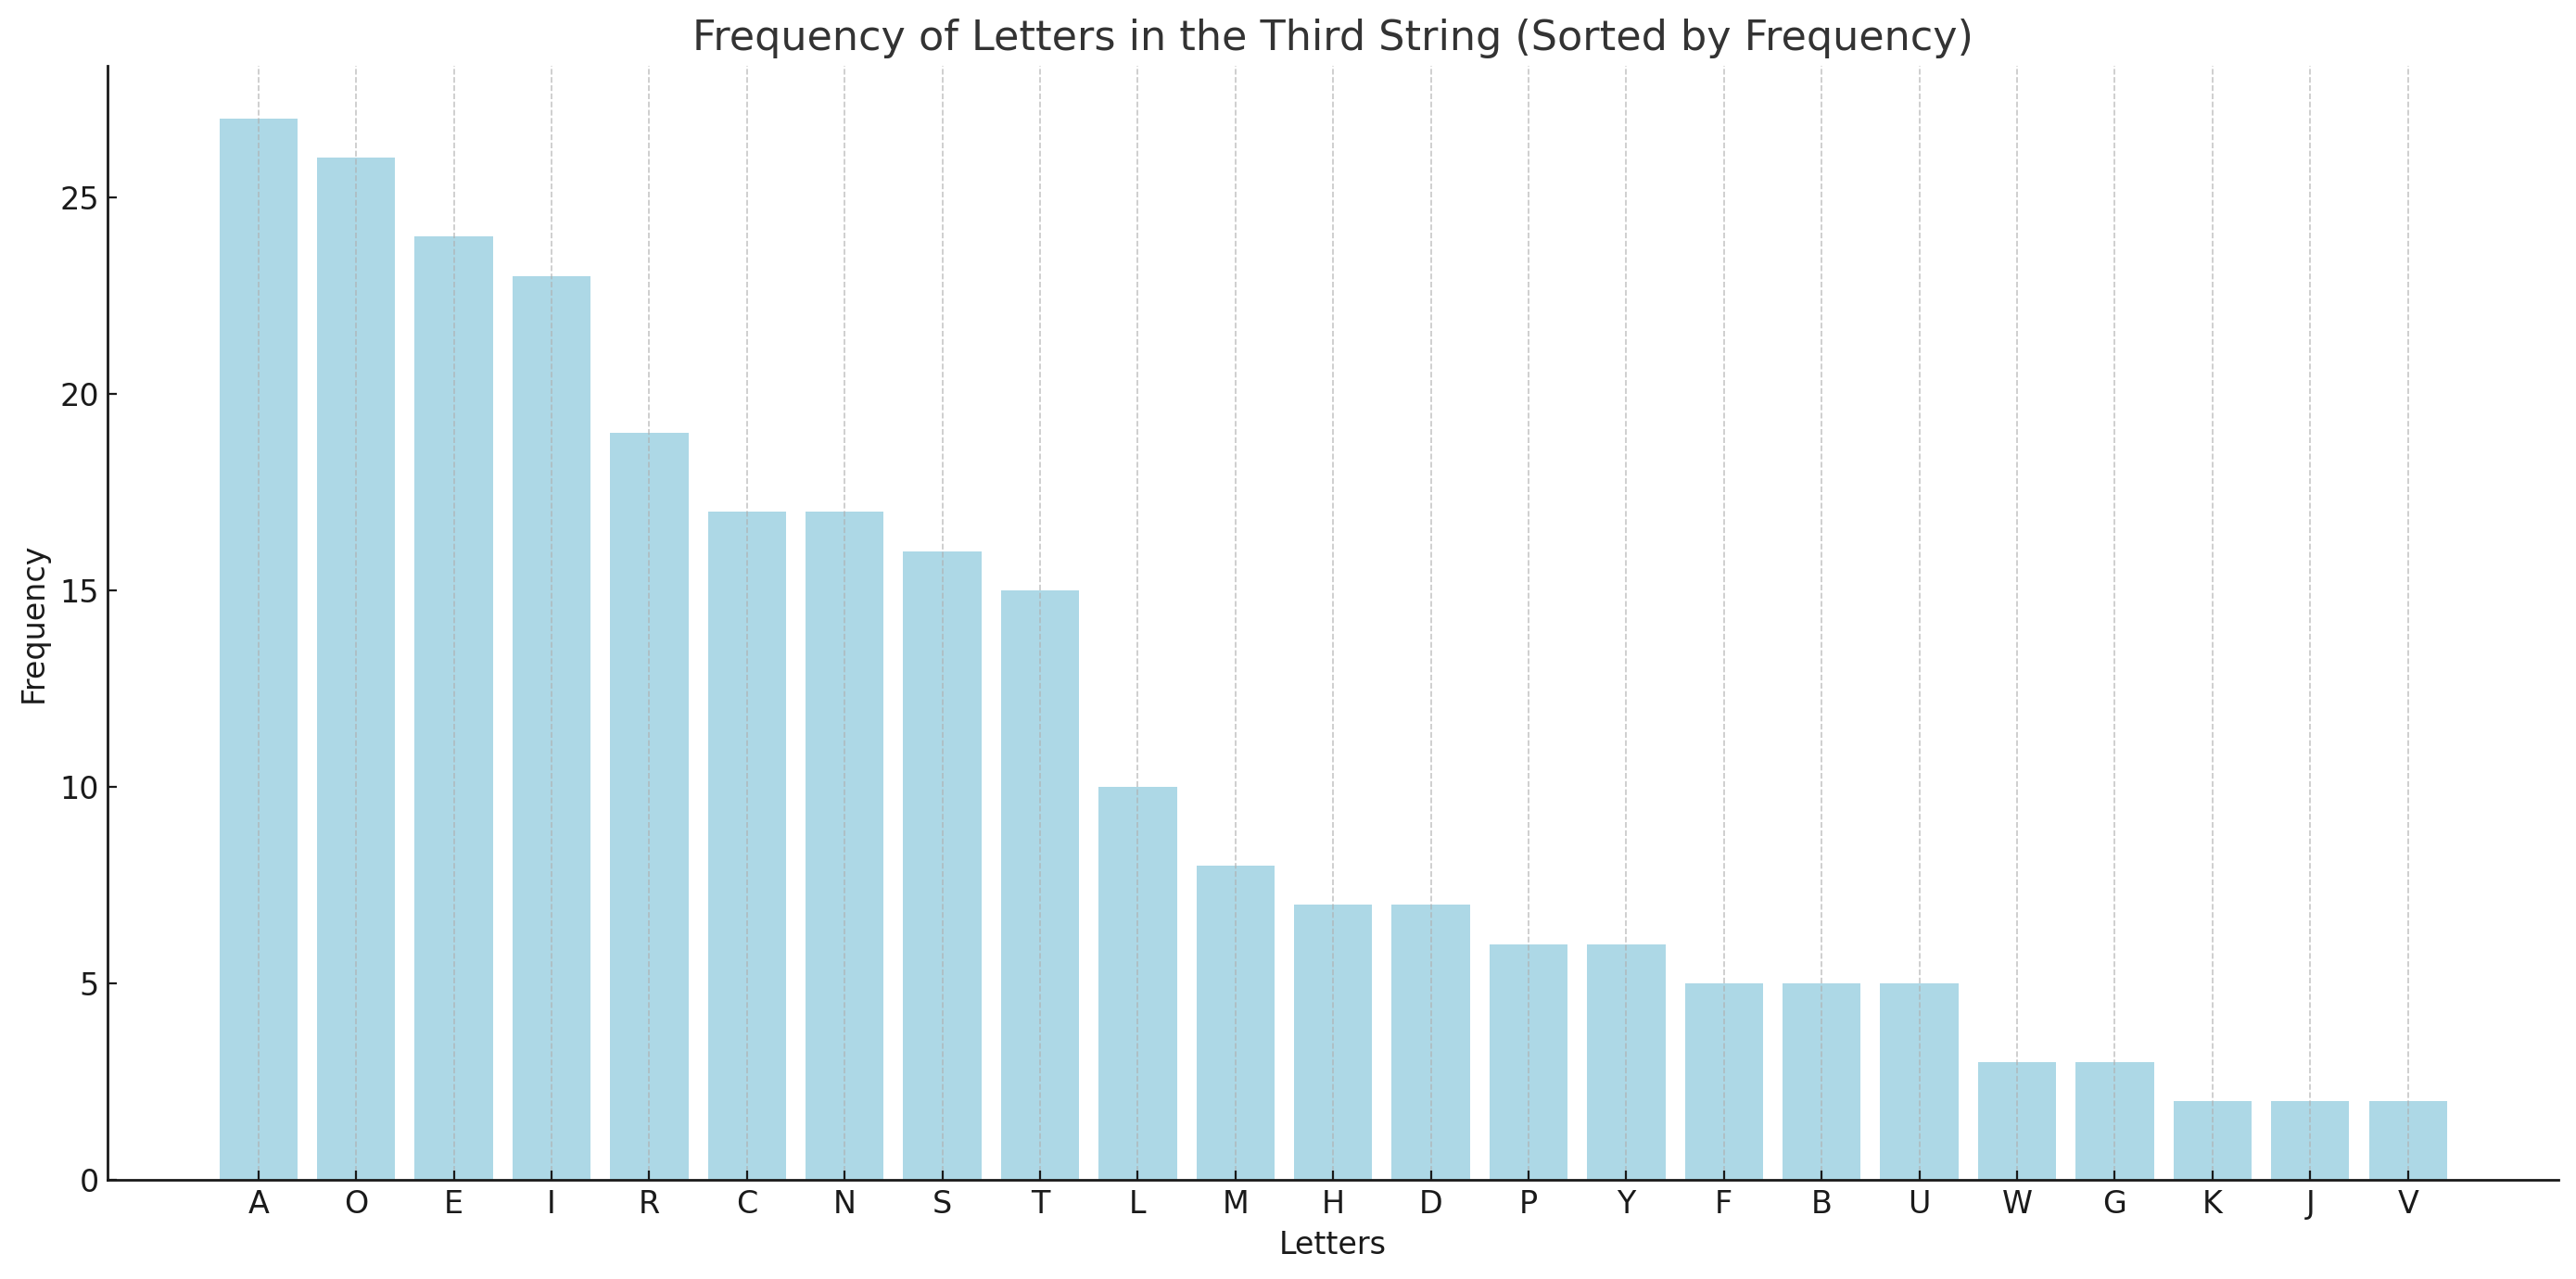 Frequency of Letters in the Third String (Sorted by Frequency)
Frequency
25
20
15
10
5
0
A O E I R C N S T L M H D P Y F B U W G K J V
Letters